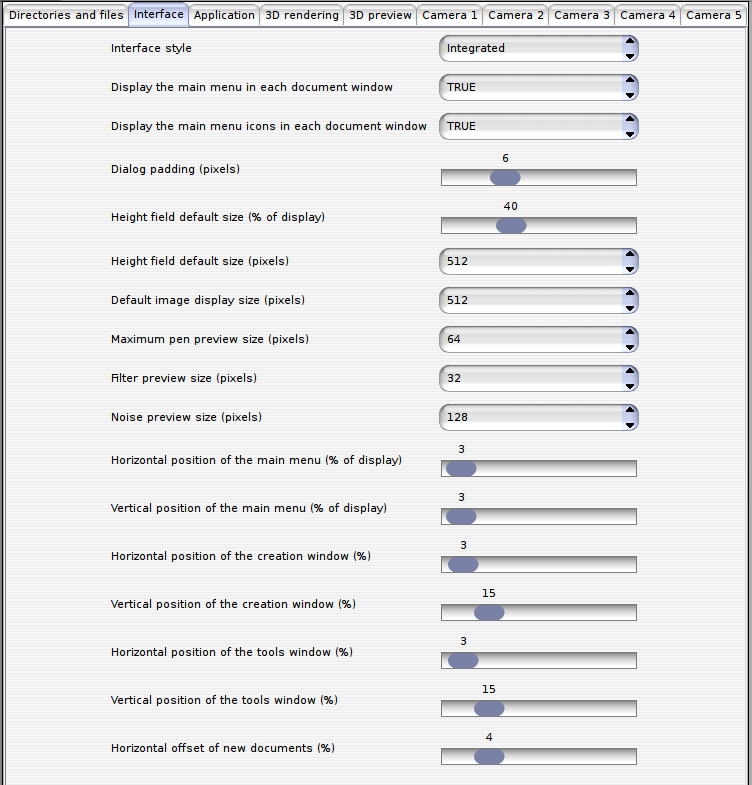 Directories and files Interface Application 3D rendering 3D preview Camera 1 Camera 2 Camera 3 Camera 4 Camera 5
Interface style Integrated
Display the main menu in each document window TRUE
Display the main menu icons in each document window TRUE
6
Dialog padding (pixels)
40
Height field default size (% of display)
Height field default size (pixels) 512
Default image display size (pixels) 512
Maximum pen preview size (pixels) 64
Filter preview size (pixels) 32
Noise preview size (pixels) 128
3
Horizontal position of the main menu (% of display)
3
Vertical position of the main menu (% of display)
3
Horizontal position of the creation window (%)
15
Vertical position of the creation window (%)
3
Horizontal position of the tools window (%)
15
Vertical position of the tools window (%)
4
Horizontal offset of new documents (%)